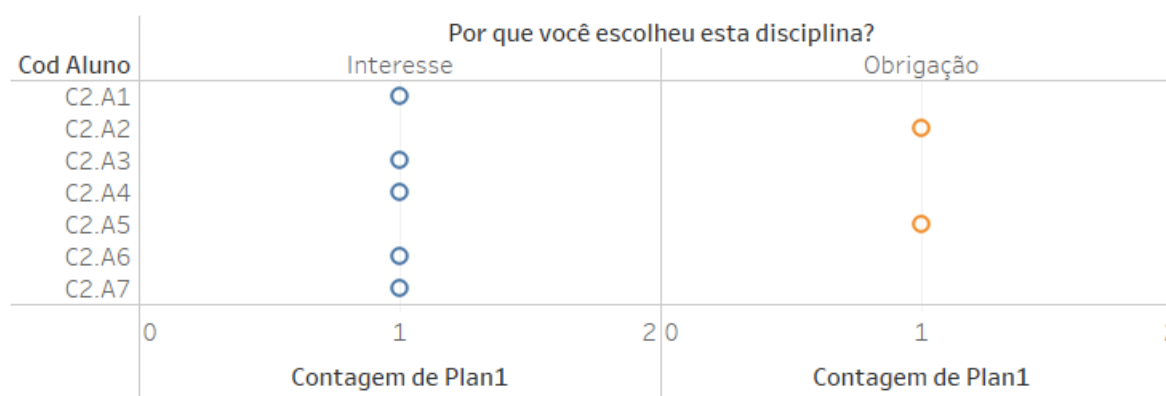 Por que você escolheu esta disciplina?
Cod Aluno Interesse Obrigação
C2.A1
C2.A2
C2.A3
C2.A4
C2.A5
C2.A6
C2.A7
0 1 2 0 1
Contagem de Plan1 Contagem de Plan1